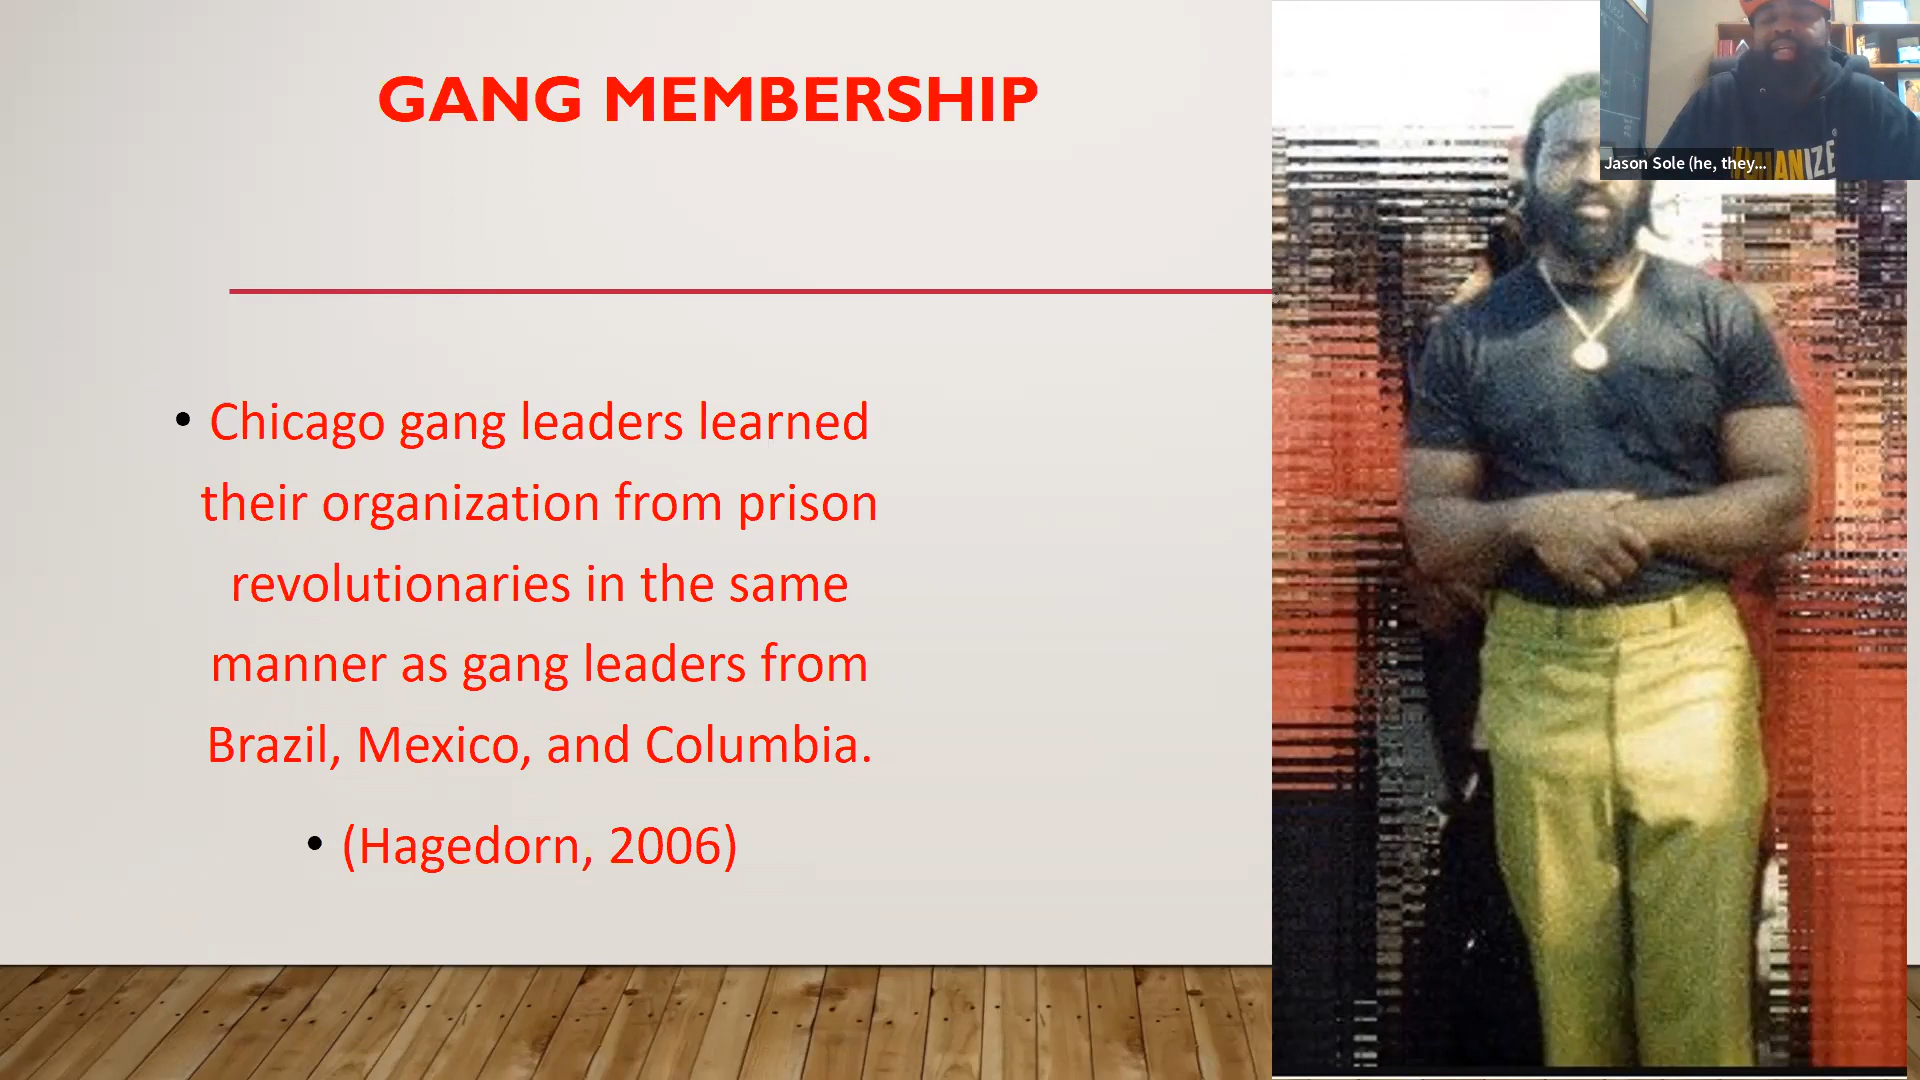 GANG MEMBERSHIP
• Chicago gang leaders learned
their organization from prison
revolutionaries in the same
manner as gang leaders from
Brazil, Mexico, and Columbia.
• (Hagedorn, 2006)
Jason Sole (he, they...